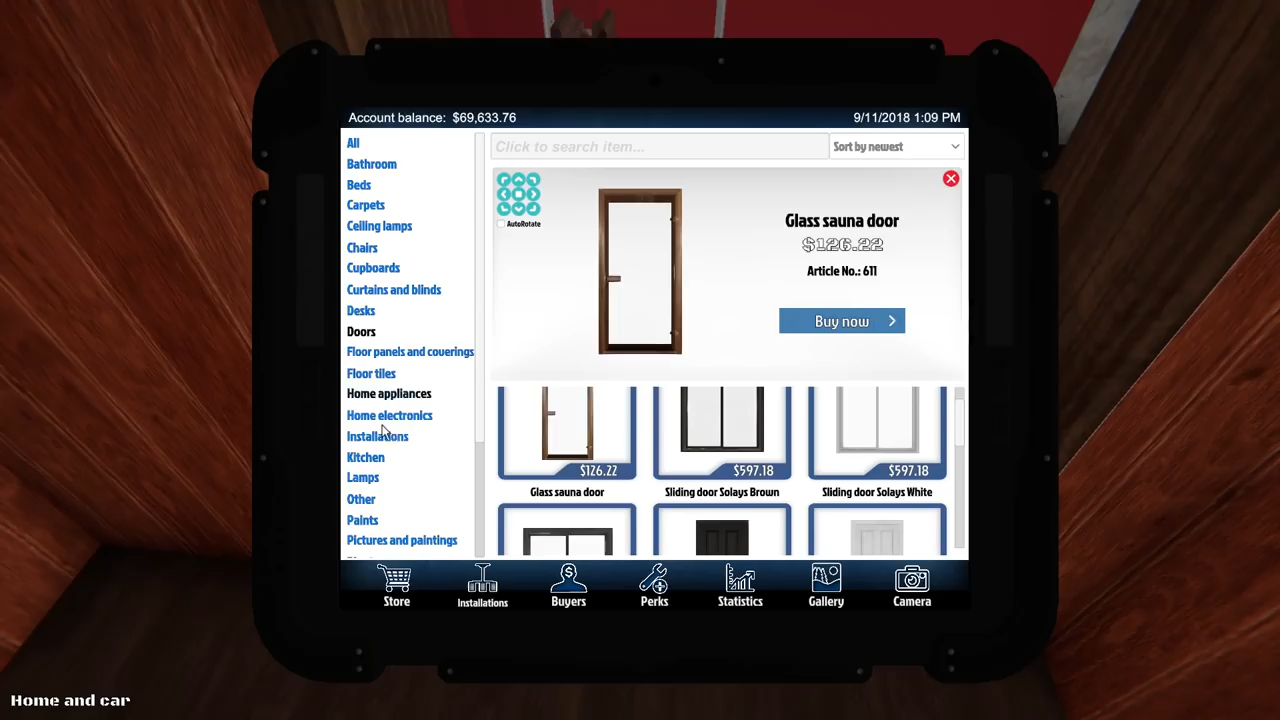 Account balance: $69,633.76
9/11/2018 1:09 PM
All
Bathroom
Beds
Carpets
Ceiling lamps
Chairs
Cupboards
Curtains and blinds
Desks
Doors
Floor panels and coverings
Floor tiles
Home appliances
Home electronics
Installations
Kitchen
Lamps
Other
Paints
Pictures and paintings
Click to search item...
Sort by newest
AutoRotate
Glass sauna door
$126.22
Article No.: 611
Buy now
$126.22
$597.18
$597.18
Glass sauna door
Sliding door Solays Brown
Sliding door Solays White
Store
Installations
Buyers
Perks
Statistics
Gallery
Camera
Home and car